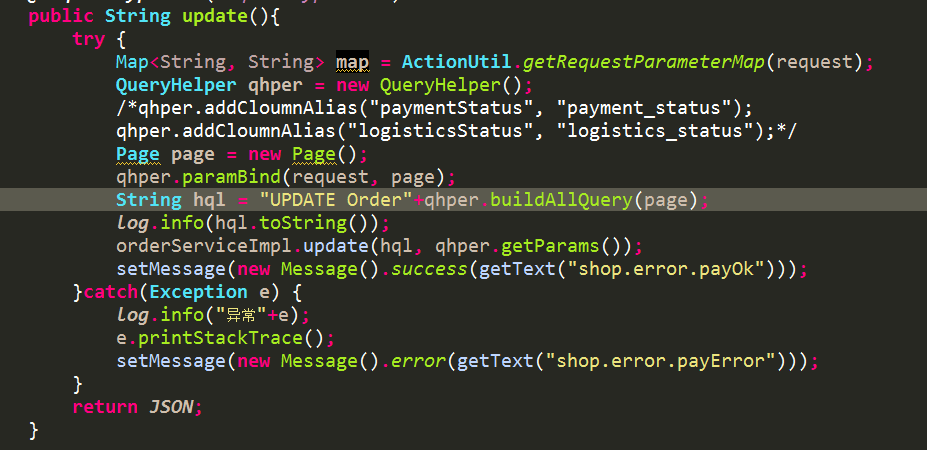 public String update(){
try {
Map<String, String> map = ActionUtil.getRequestParameterMap(request);
QueryHelper qhper = new QueryHelper();
/*qhper.addCloumnAlias("paymentStatus", "payment_status");
qhper.addCloumnAlias("logisticsStatus", "logistics_status");*/
Page page = new Page();
qhper.paramBind(request, page);
String hql = "UPDATE Order"+qhper.buildAllQuery(page);
log.info(hql.toString());
orderServiceImpl.update(hql, qhper.getParams());
setMessage(new Message().success(getText("shop.error.payOk")));
}catch(Exception e) {
log.info("异常"+e);
e.printStackTrace();
setMessage(new Message().error(getText("shop.error.payError")));
}
return JSON;
}